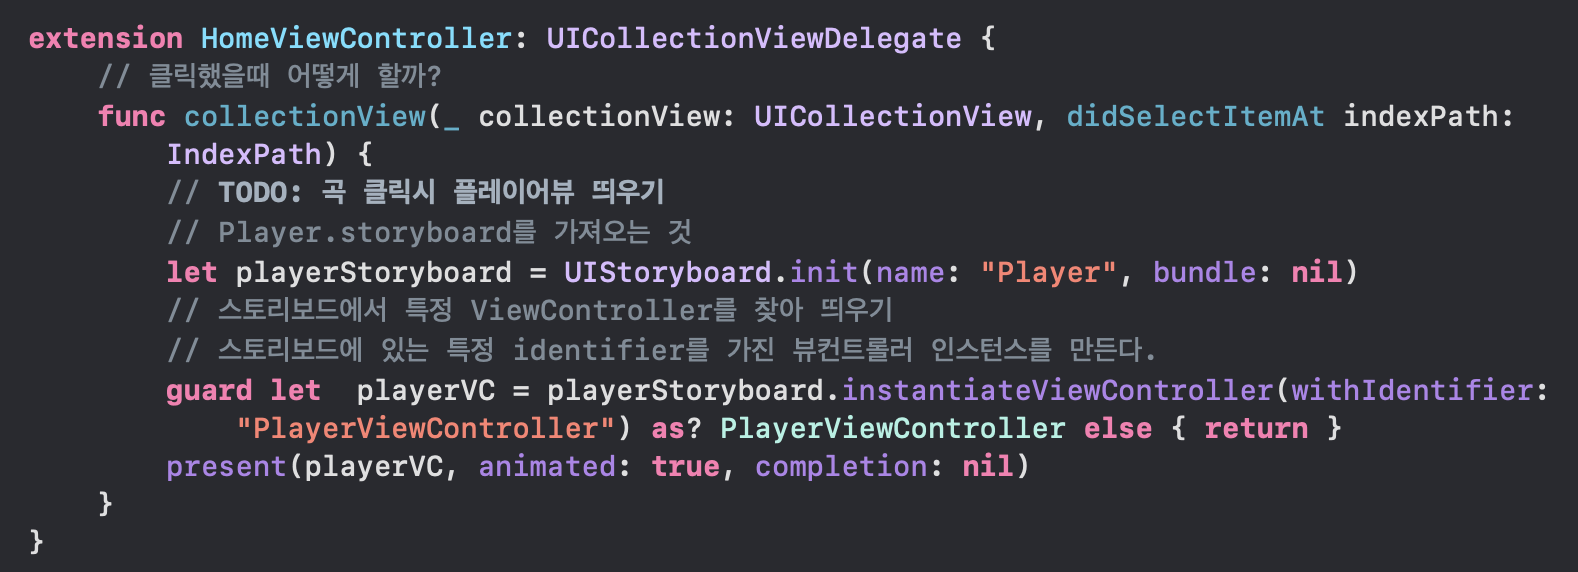 extension HomeViewController: UICollectionViewDelegate {
// 클릭했을때 어떻게 할까?
func collectionView(_ collectionView: UICollectionView, didSelectItemAt indexPath:
IndexPath) {
// TODO: 곡 클릭시 플레이어뷰 띄우기
// Player.storyboard를 가져오는 것
let playerStoryboard = UIStoryboard.init(name: "Player", bundle: nil)
// 스토리보드에서 특정 ViewController를 찾아 띄우기
// 스토리보드에 있는 특정 identifier를 가진 뷰컨트롤러 인스턴스를 만든다.
guard let  playerVC = playerStoryboard.instantiateViewController(withIdentifier:
"PlayerViewController") as? PlayerViewController else { return }
present(playerVC, animated: true, completion: nil)
}
}